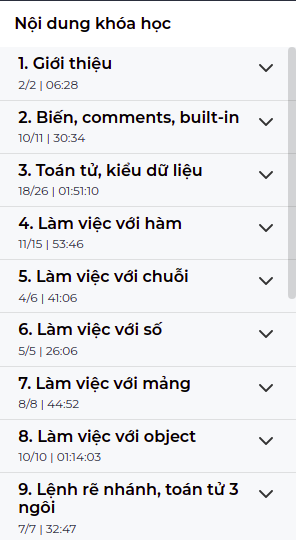 Nội dung khóa học
1. Giới thiệu
2/2 | 06:28
2. Biến, comments, built-in
10/11 | 30:34
3. Toán tử, kiểu dữ liệu
18/26 | 01:51:10
4. Làm việc với hàm
11/15 | 53:46
5. Làm việc với chuỗi
4/6 | 41:06
6. Làm việc với số
5/5 | 26:06
7. Làm việc với mảng
8/8 | 44:52
8. Làm việc với object
10/10 | 01:14:03
9. Lệnh rẽ nhánh, toán tử 3
ngôi
7/7 | 32:47